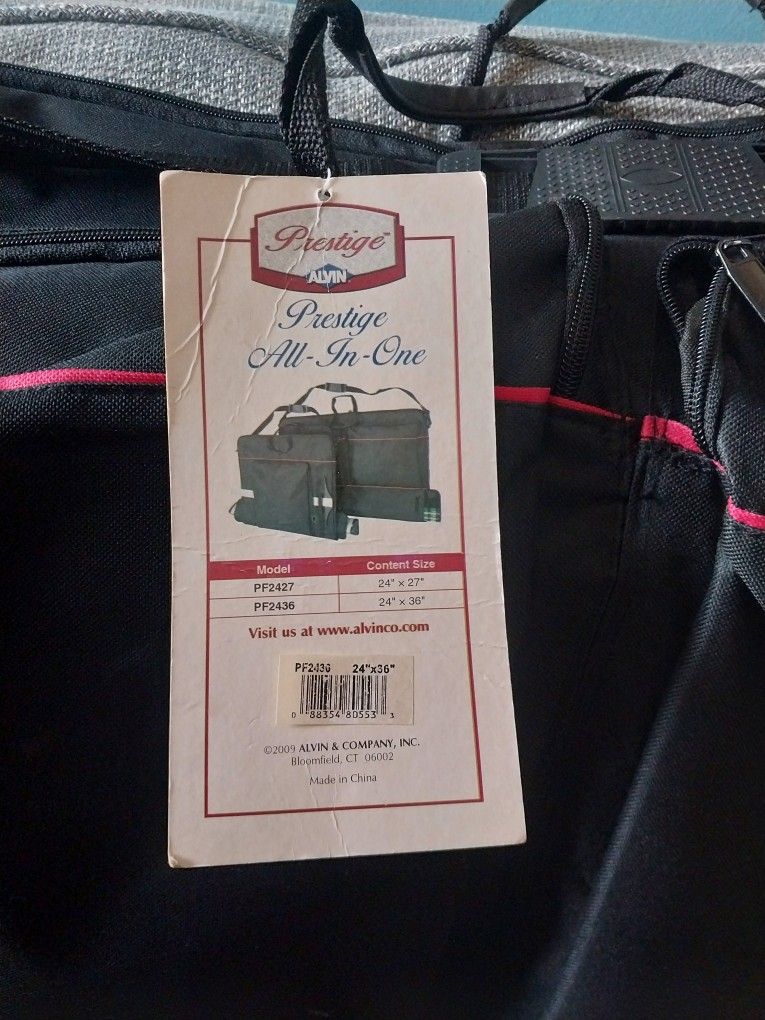 Prestige™
ALVIN
Prestige
All-In-One
Model Content Size
PF2427 24" x 27"
PF2436 24" x 36"
Visit us at www.alvinco.com
PF2436 24"x36"
0 88354 80553 3
©2009 ALVIN & COMPANY, INC.
Bloomfield, CT 06002
Made in China